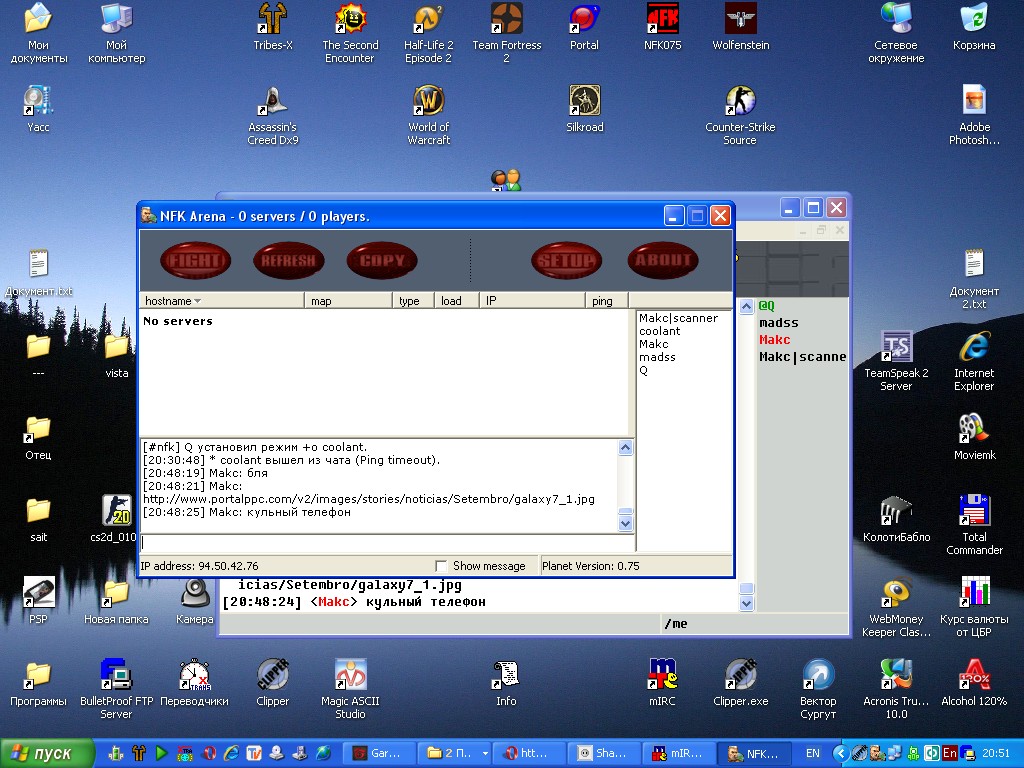 Мои документы
Мой компьютер
Tribes-X
The Second Encounter
Half-Life 2 Episode 2
Team Fortress 2
Portal
NFK075
Wolfenstein
Сетевое окружение
Корзина
Yacc
Assassin's Creed Dx9
World of Warcraft
Silkroad
Counter-Strike Source
Adobe Photosh...
NFK Arena - 0 servers / 0 players.
FIGHT!
REFRESH
COPY
SETUP
ABOUT
hostname
map
type
load
IP
ping
No servers
Makc|scanner
coolant
Makc
madss
Q
[#nfk] Q установил режим +o coolant.
[20:30:48] * coolant вышел из чата (Ping timeout).
[20:48:19] Makc: бля
[20:48:21] Makc:
http://www.portalppc.com/v2/images/stories/noticias/Setembro/galaxy7_1.jpg
[20:48:25] Makc: кульный телефон
IP address: 94.50.42.76
Show message
Planet Version: 0.75
@Q
madss
Makc
Makc|scanne
icias/Setembro/galaxy7_1.jpg
[20:48:24] <Makc> кульный телефон
/me
Документ.txt
Документ 2.txt
---
vista
TeamSpeak 2 Server
Internet Explorer
Отец
Moviemk
sait
cs2d_010
КолотиБабло
Total Commander
PSP
Новая папка
Камера
WebMoney Keeper Clas...
Курс валюты от ЦБР
Программы
BulletProof FTP Server
Переводчики
Clipper
Magic ASCII Studio
Info
mIRC
Clipper.exe
Вектор Сургут
Acronis Tru... 10.0
Alcohol 120%
пуск
Gar...
2 П...
htt...
Sha...
mIR...
NFK...
EN
En
20:51